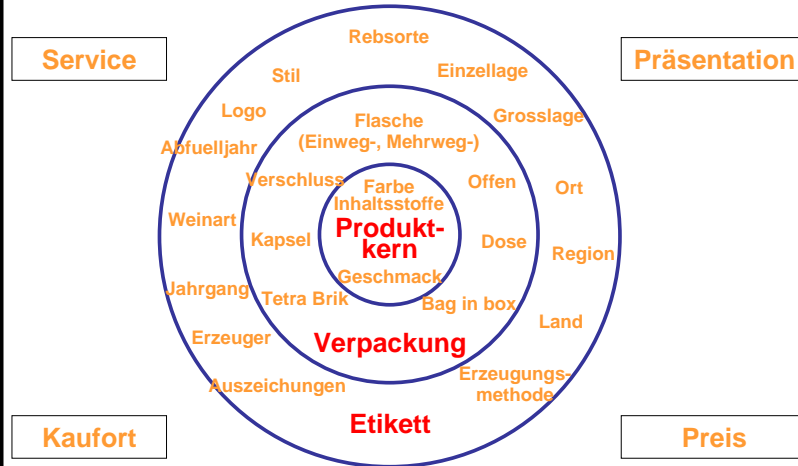 Rebsorte
Service
Präsentation
Stil
Einzellage
Logo
Grosslage
Flasche
(Einweg-, Mehrweg-)
Abfuelljahr
Verschluss
Farbe
Offen
Ort
Inhaltsstoffe
Weinart
Produkt-
kern
Kapsel
Dose
Region
Geschmack
Jahrgang
Tetra Brik
Bag in box
Land
Erzeuger
Verpackung
Erzeugungs-
methode
Auszeichungen
Etikett
Kaufort
Preis